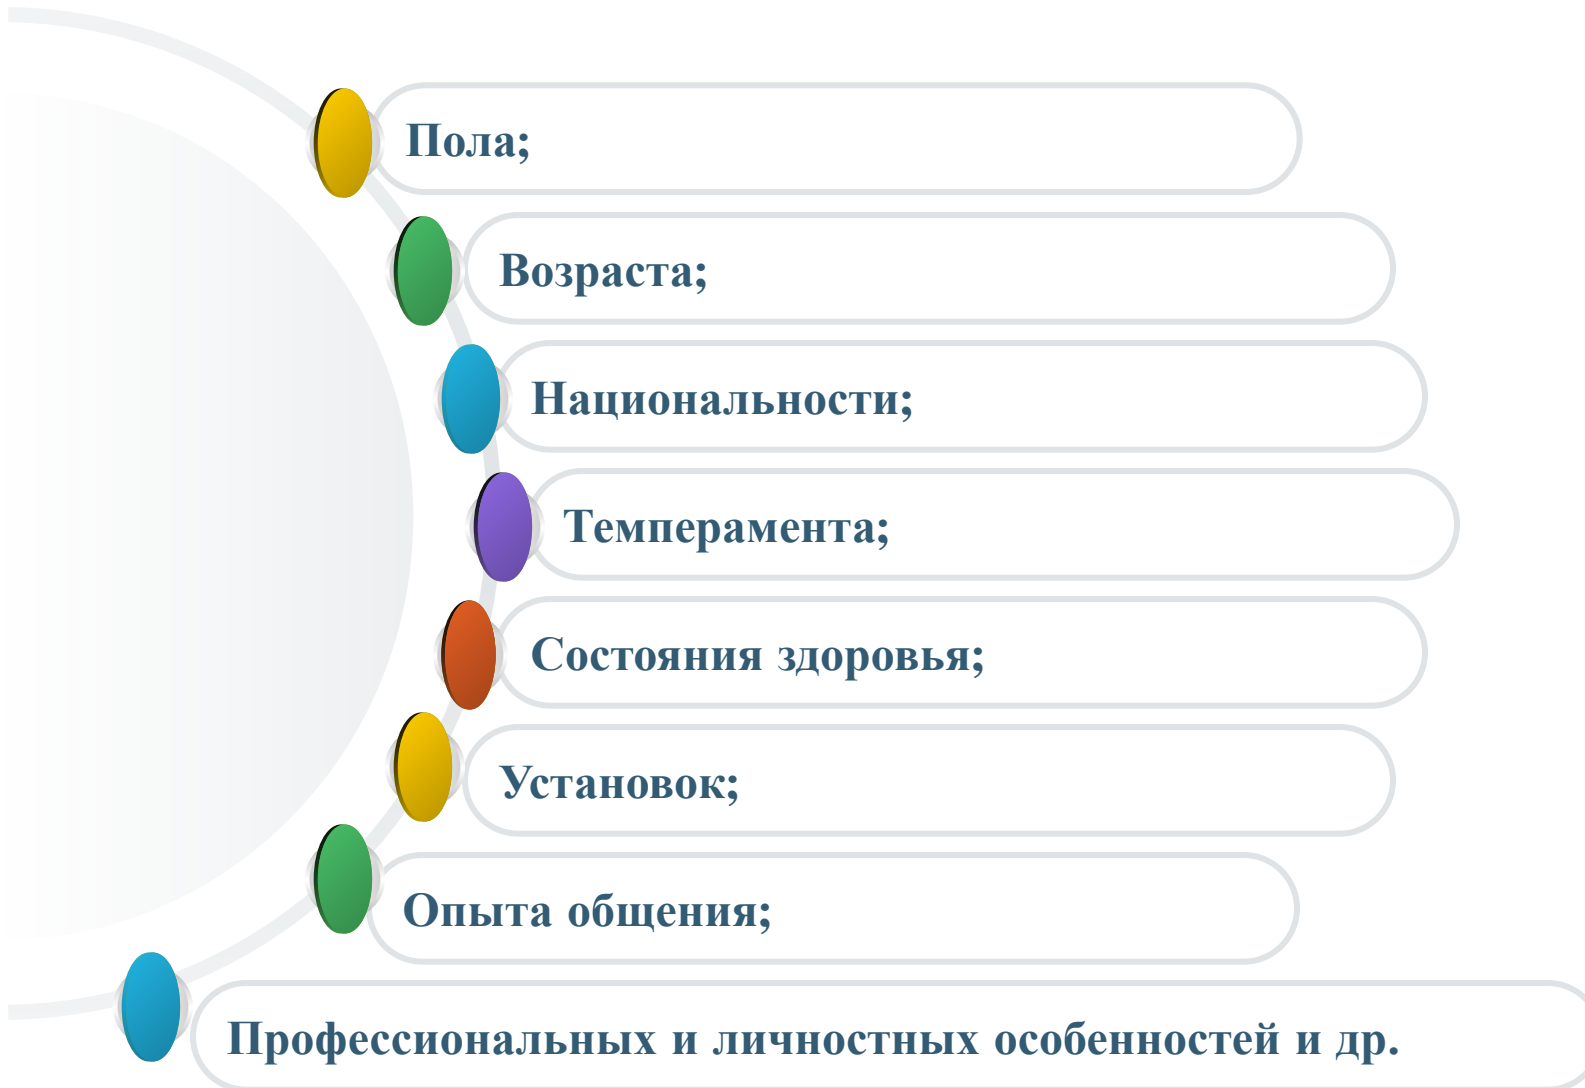 Пола;
Возраста;
Национальности;
Темперамента;
Состояния здоровья;
Установок;
Опыта общения;
Профессиональных и личностных особенностей и др.